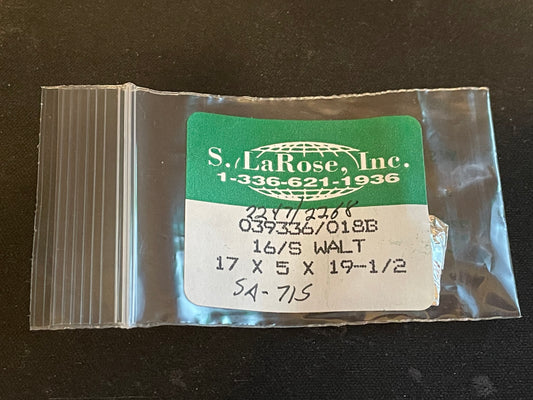 S. LaRose, Inc.
1-336-621-1936
2247/2268
039336/018B
16/S WALT
17 X 5 X 19-1/2
SA-715